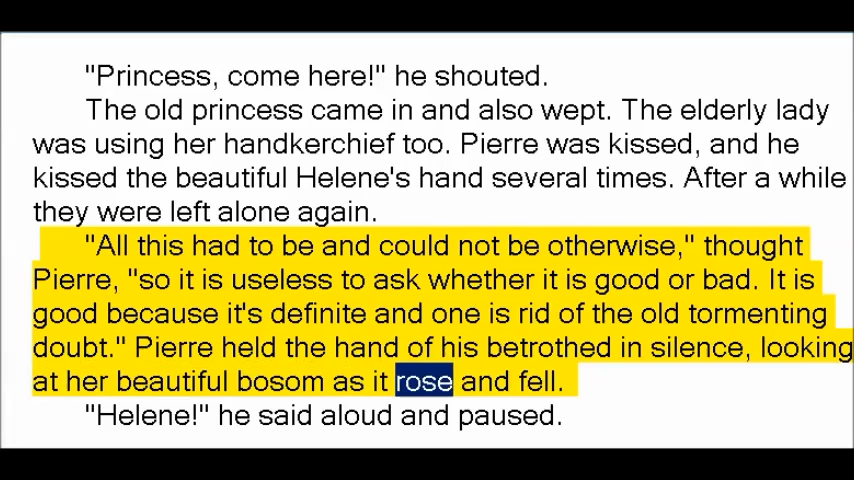 "Princess, come here!" he shouted.
The old princess came in and also wept. The elderly lady
was using her handkerchief too. Pierre was kissed, and he
kissed the beautiful Helene's hand several times. After a while
they were left alone again.
"All this had to be and could not be otherwise," thought
Pierre, "so it is useless to ask whether it is good or bad. It is
good because it's definite and one is rid of the old tormenting
doubt." Pierre held the hand of his betrothed in silence, looking
at her beautiful bosom as it rose and fell.
"Helene!" he said aloud and paused.